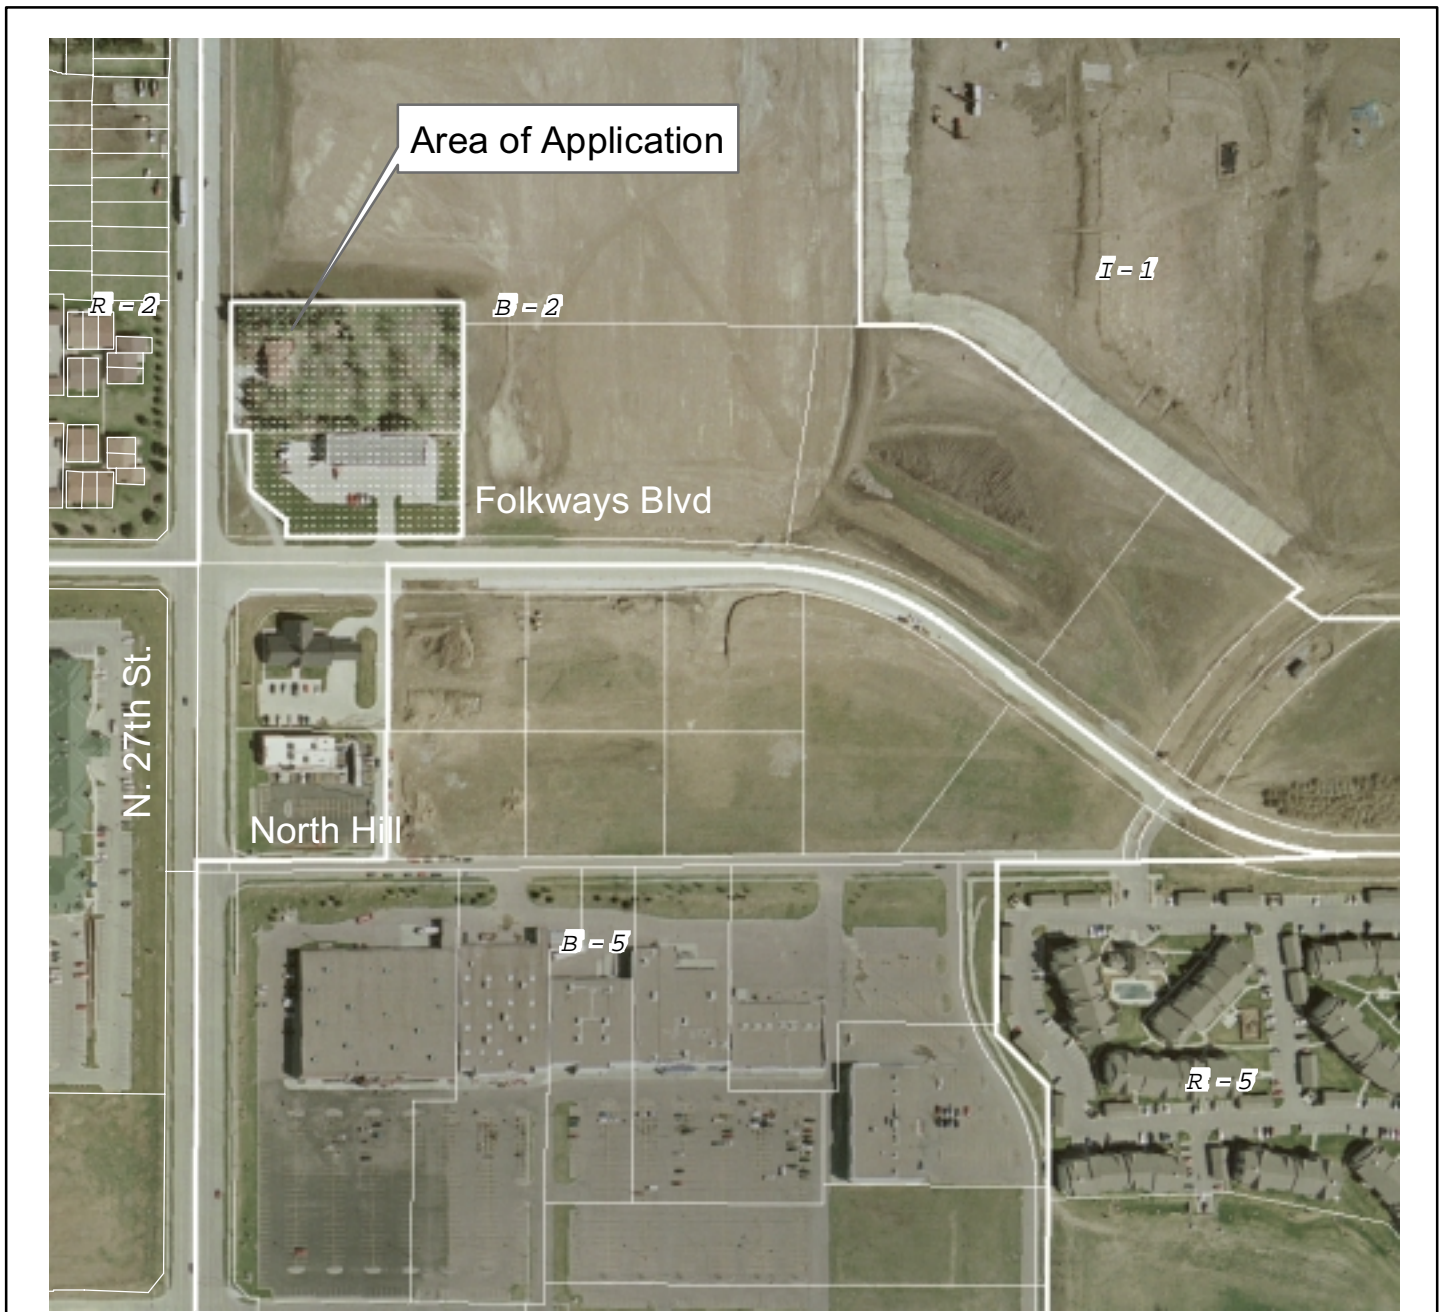 Area of Application
I - 1
R - 2
B - 2
Folkways Blvd
N. 27th St.
North Hill
B - 5
R - 5